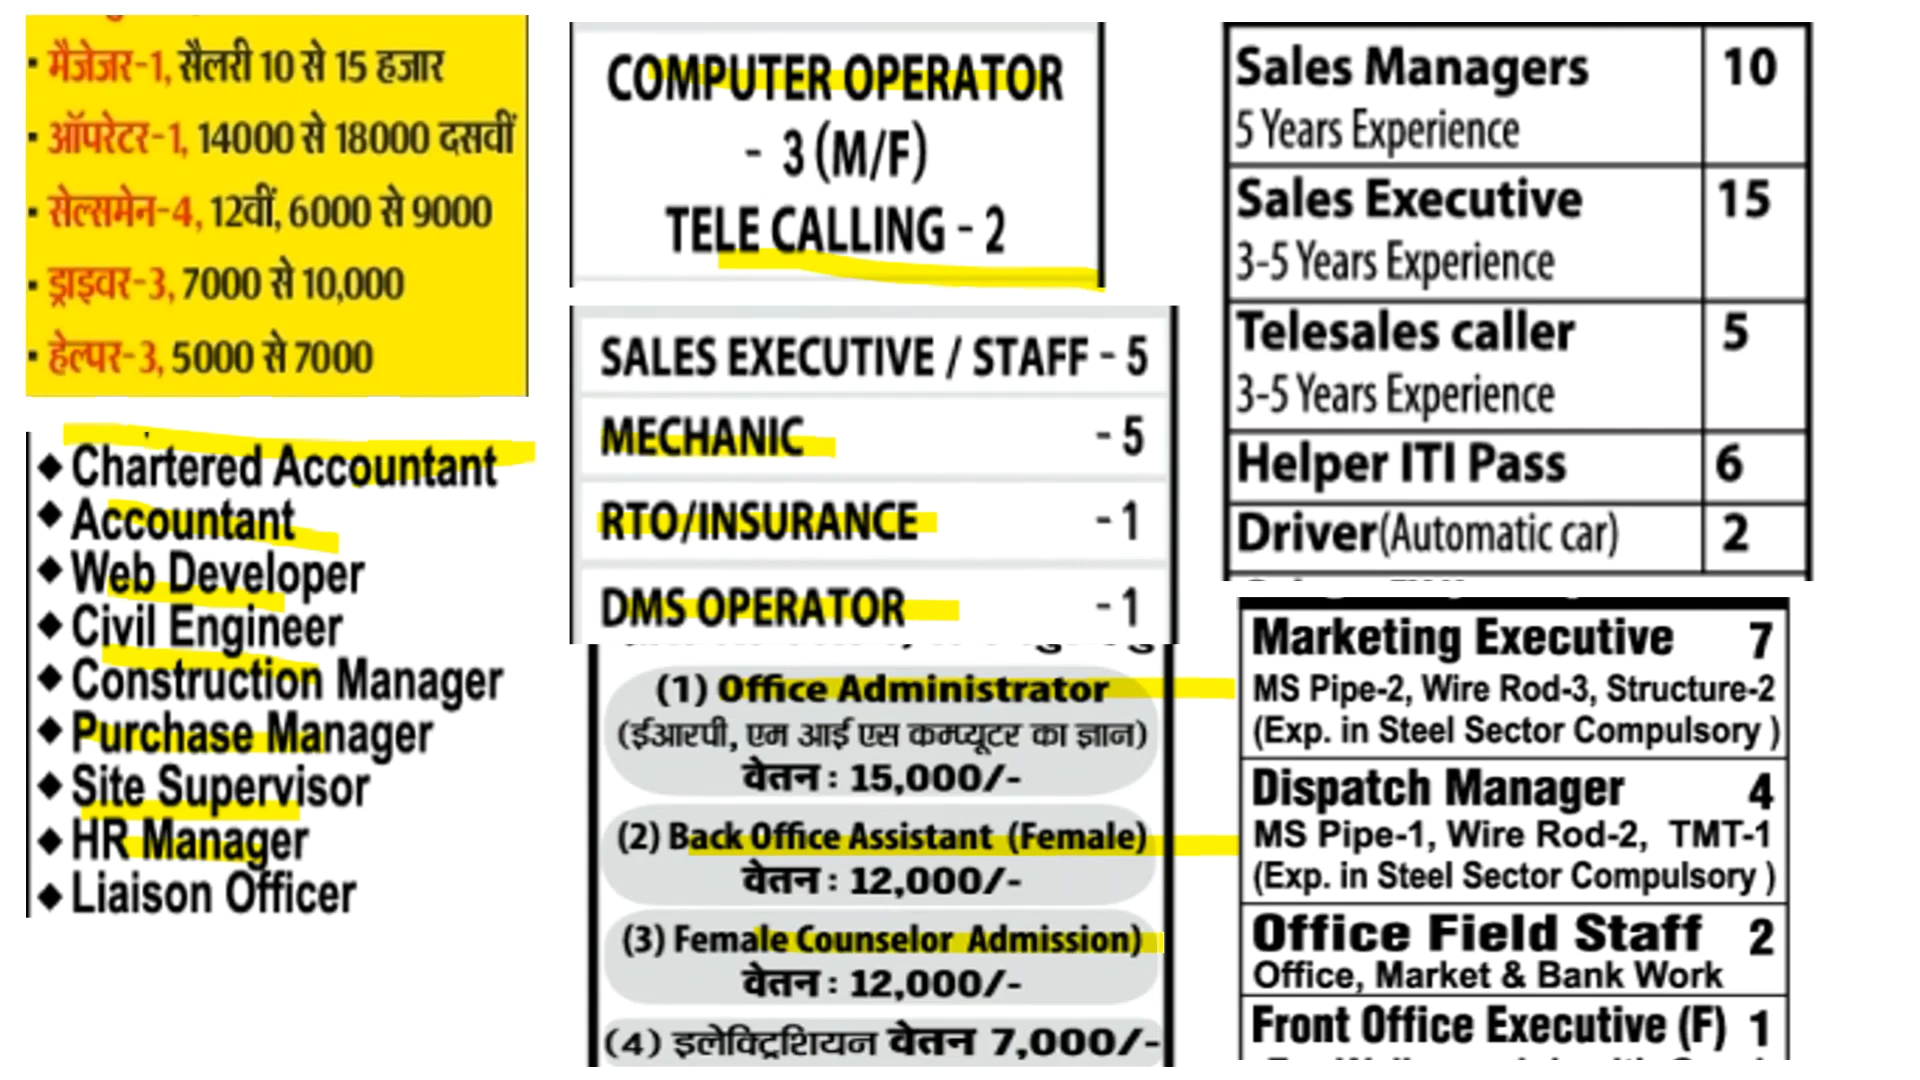 • मैजेजर-1, सैलरी 10 से 15 हजार
• ऑपरेटर-1, 14000 से 18000 दसवीं
• सेल्समेन-4, 12वीं, 6000 से 9000
• ड्राइवर-3, 7000 से 10,000
• हेल्पर-3, 5000 से 7000
◆ Chartered Accountant
◆ Accountant
◆ Web Developer
◆ Civil Engineer
◆ Construction Manager
◆ Purchase Manager
◆ Site Supervisor
◆ HR Manager
◆ Liaison Officer
COMPUTER OPERATOR
- 3 (M/F)
TELE CALLING - 2
SALES EXECUTIVE / STAFF - 5
MECHANIC - 5
RTO/INSURANCE - 1
DMS OPERATOR - 1
(1) Office Administrator
(ईआरपी, एम आई एस कम्प्यूटर का ज्ञान)
वेतन : 15,000/-
(2) Back Office Assistant (Female)
वेतन : 12,000/-
(3) Female Counselor Admission)
वेतन : 12,000/-
(4) इलेक्ट्रिशियन वेतन 7,000/-
Sales Managers 10
5 Years Experience
Sales Executive 15
3-5 Years Experience
Telesales caller 5
3-5 Years Experience
Helper ITI Pass 6
Driver(Automatic car) 2
Marketing Executive 7
MS Pipe-2, Wire Rod-3, Structure-2
(Exp. in Steel Sector Compulsory )
Dispatch Manager 4
MS Pipe-1, Wire Rod-2, TMT-1
(Exp. in Steel Sector Compulsory )
Office Field Staff 2
Office, Market & Bank Work
Front Office Executive (F) 1